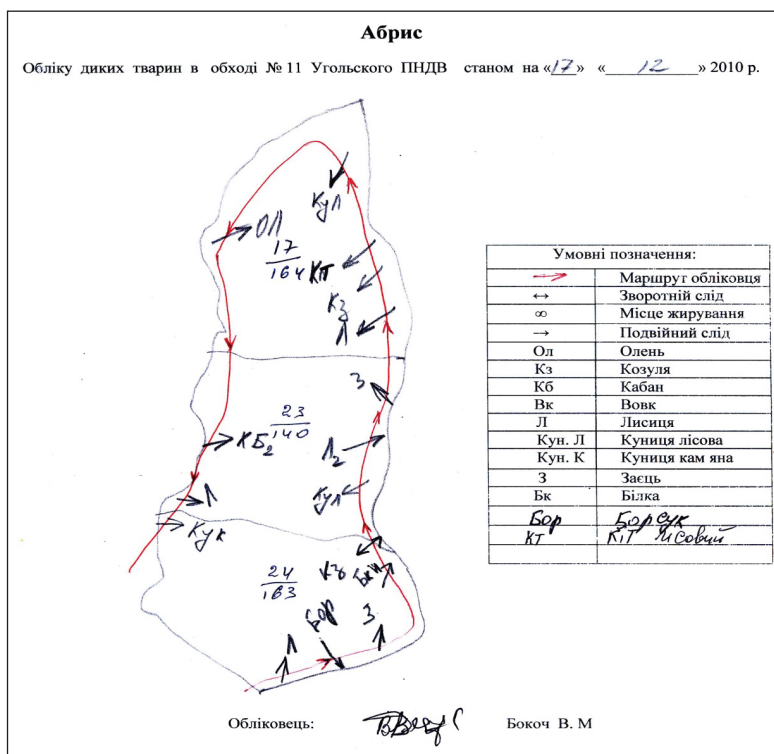 Абрис
Обліку диких тварин в обході № 11 Угольского ПНДВ станом на «17» « 12 » 2010 р.
Кул
ОЛ
17
164
КТ
Кз
Л
З
23
140
КБ2
Л2
Л
Кул
Кук
24
163
Кз
Бк
Бор
З
Л
Умовні позначення:
→ Маршрут обліковця
↔ Зворотній слід
∞ Місце жирування
→ Подвійний слід
Ол Олень
Кз Козуля
Кб Кабан
Вк Вовк
Л Лисиця
Кун. Л Куниця лісова
Кун. К Куниця кам яна
З Заєць
Бк Білка
Бор Борсук
КТ КІТ лісовий
Обліковець: Бокоч В. М